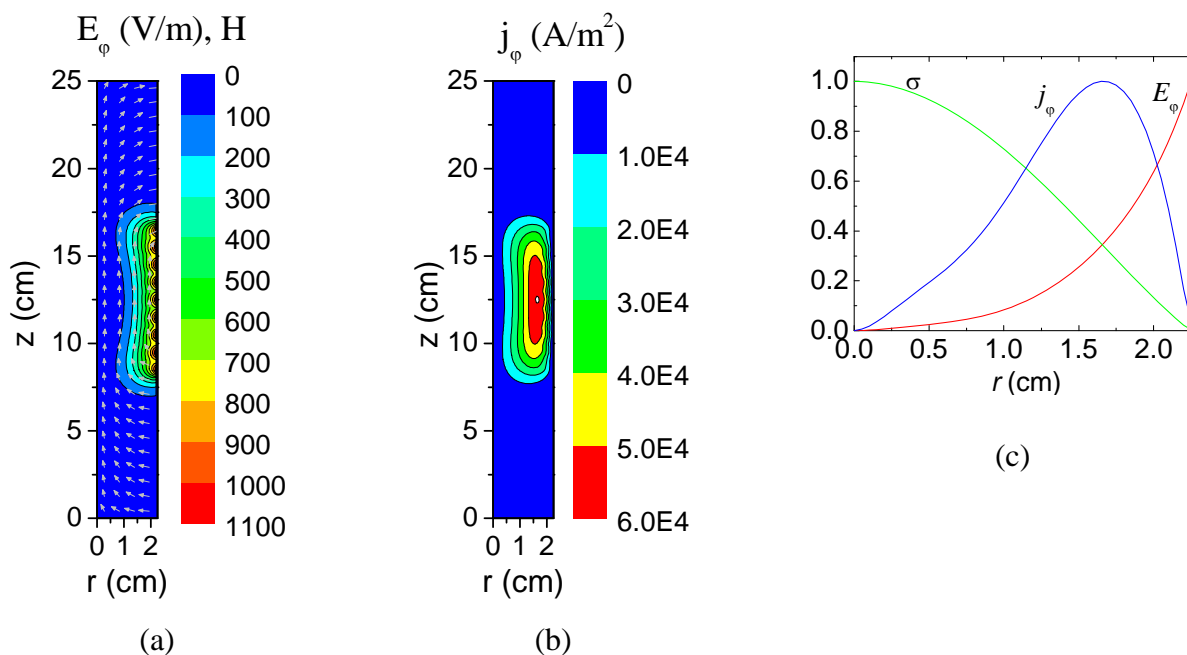 E_φ (V/m), H
25
20
15
10
5
0
z (cm)
0 1 2
r (cm)
0
100
200
300
400
500
600
700
800
900
1000
1100
(a)
j_φ (A/m²)
25
20
15
10
5
0
z (cm)
0 1 2
r (cm)
0
1.0E4
2.0E4
3.0E4
4.0E4
5.0E4
6.0E4
(b)
1.0
0.8
0.6
0.4
0.2
0.0
σ
j_φ
E_φ
0.0 0.5 1.0 1.5 2.0
r (cm)
(c)